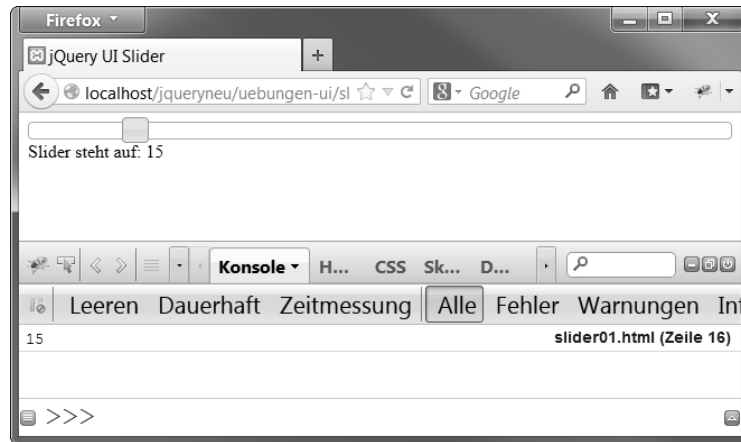 Firefox
jQuery UI Slider
+
localhost/jqueryneu/uebungen-ui/sl
8 Google
Slider steht auf: 15
Konsole H... CSS Sk... D...
Leeren Dauerhaft Zeitmessung Alle Fehler Warnungen Inf
15 slider01.html (Zeile 16)
>>>